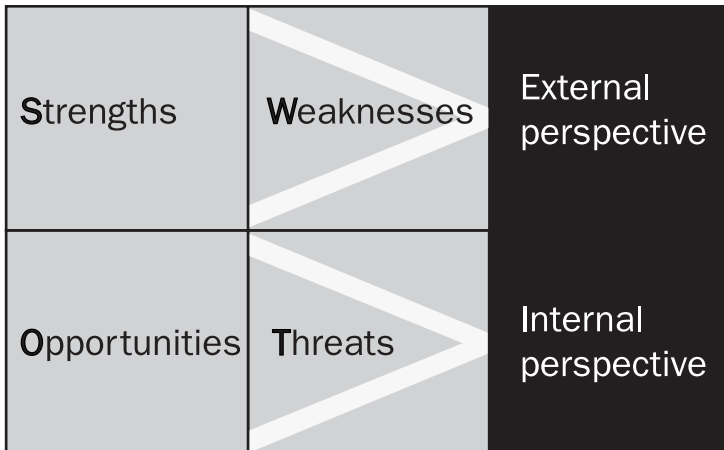 Strengths
Weaknesses
External
perspective
Opportunities
Threats
Internal
perspective